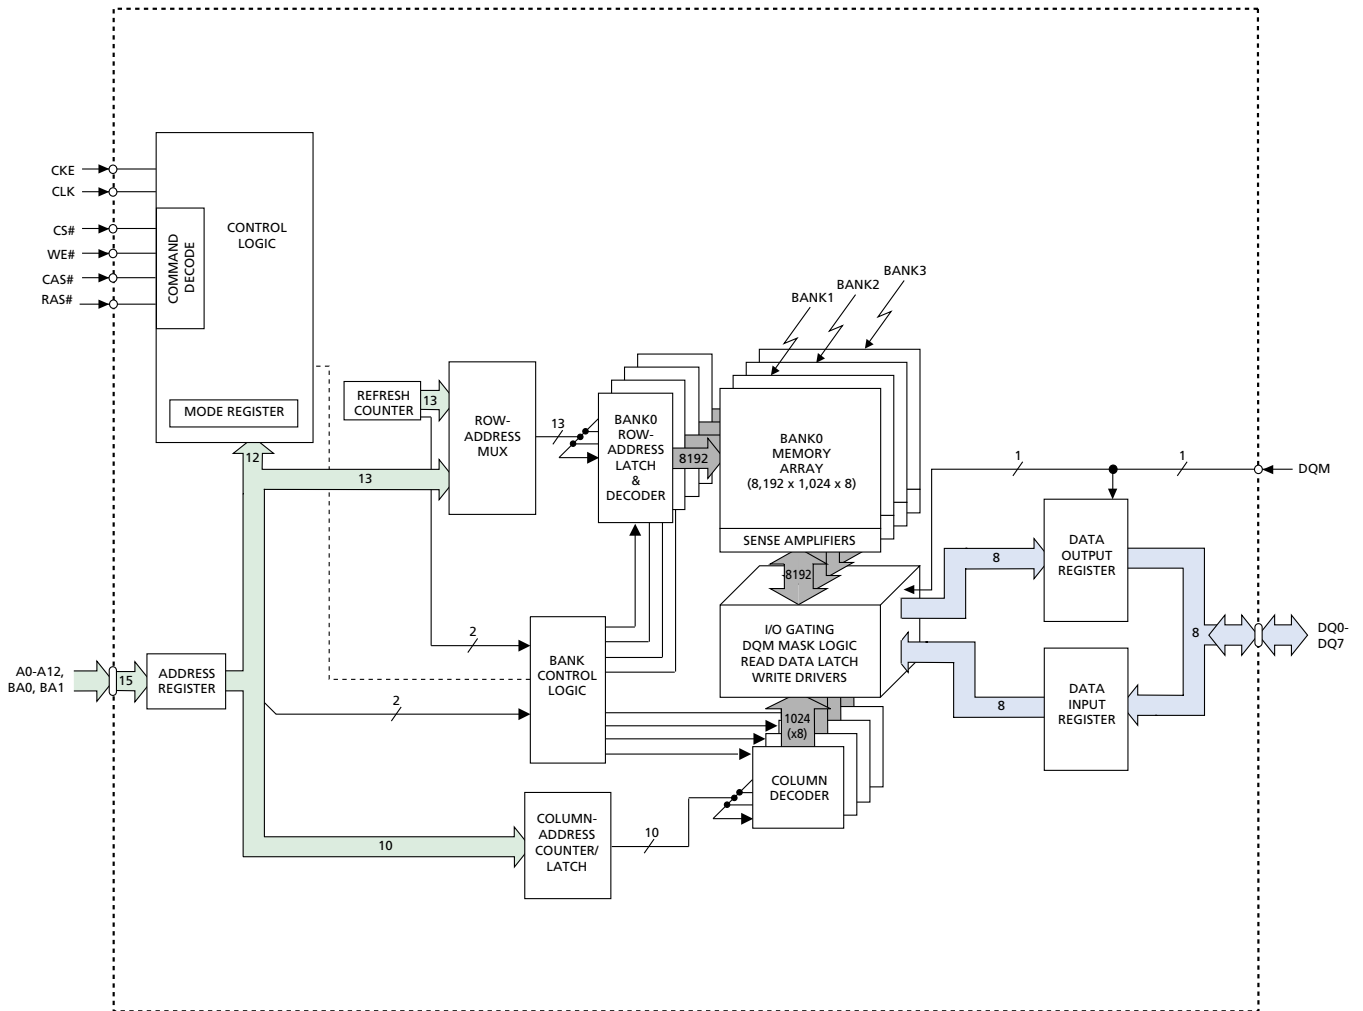 CKE
CLK
CS#
WE#
CAS#
RAS#
COMMAND
DECODE
CONTROL
LOGIC
MODE REGISTER
12
13
REFRESH
COUNTER
13
ROW-
ADDRESS
MUX
13
BANK0
ROW-
ADDRESS
LATCH
&
DECODER
8192
BANK1
BANK2
BANK3
BANK0
MEMORY
ARRAY
(8,192 x 1,024 x 8)
SENSE AMPLIFIERS
8192
I/O GATING
DQM MASK LOGIC
READ DATA LATCH
WRITE DRIVERS
1024
(x8)
COLUMN
DECODER
A0-A12,
BA0, BA1
15
ADDRESS
REGISTER
2
2
BANK
CONTROL
LOGIC
10
COLUMN-
ADDRESS
COUNTER/
LATCH
10
1
1
DQM
8
DATA
OUTPUT
REGISTER
8
DQ0-
DQ7
8
DATA
INPUT
REGISTER